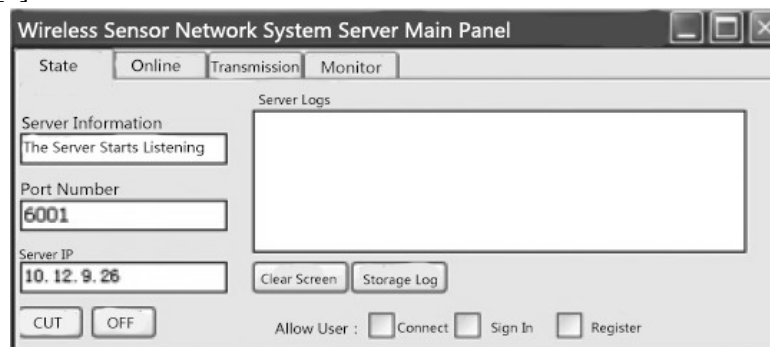 Wireless Sensor Network System Server Main Panel
State Online Transmission Monitor
Server Logs
Server Information
The Server Starts Listening
Port Number
6001
Server IP
10. 12. 9. 26
Clear Screen Storage Log
CUT OFF
Allow User : Connect Sign In Register